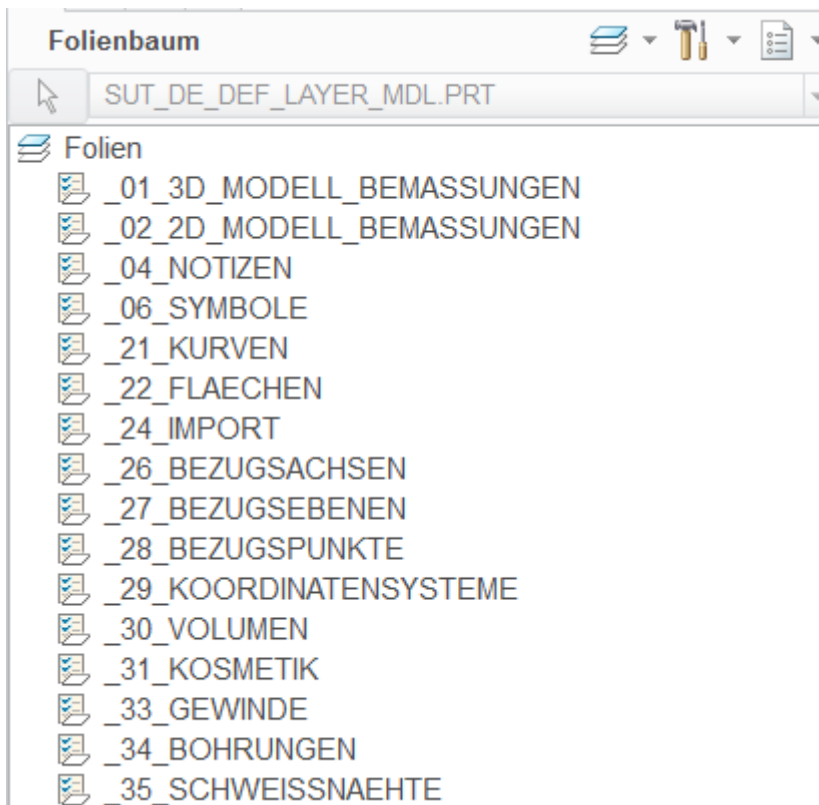 Folienbaum
SUT_DE_DEF_LAYER_MDL.PRT
Folien
_01_3D_MODELL_BEMASSUNGEN
_02_2D_MODELL_BEMASSUNGEN
_04_NOTIZEN
_06_SYMBOLE
_21_KURVEN
_22_FLAECHEN
_24_IMPORT
_26_BEZUGSACHSEN
_27_BEZUGSEBENEN
_28_BEZUGSPUNKTE
_29_KOORDINATENSYSTEME
_30_VOLUMEN
_31_KOSMETIK
_33_GEWINDE
_34_BOHRUNGEN
_35_SCHWEISSNAEHTE